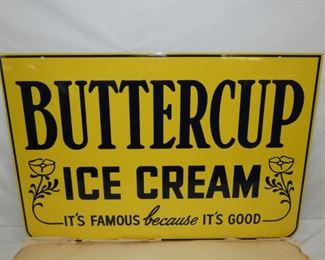 BUTTERCUP
ICE CREAM
IT'S FAMOUS because IT'S GOOD